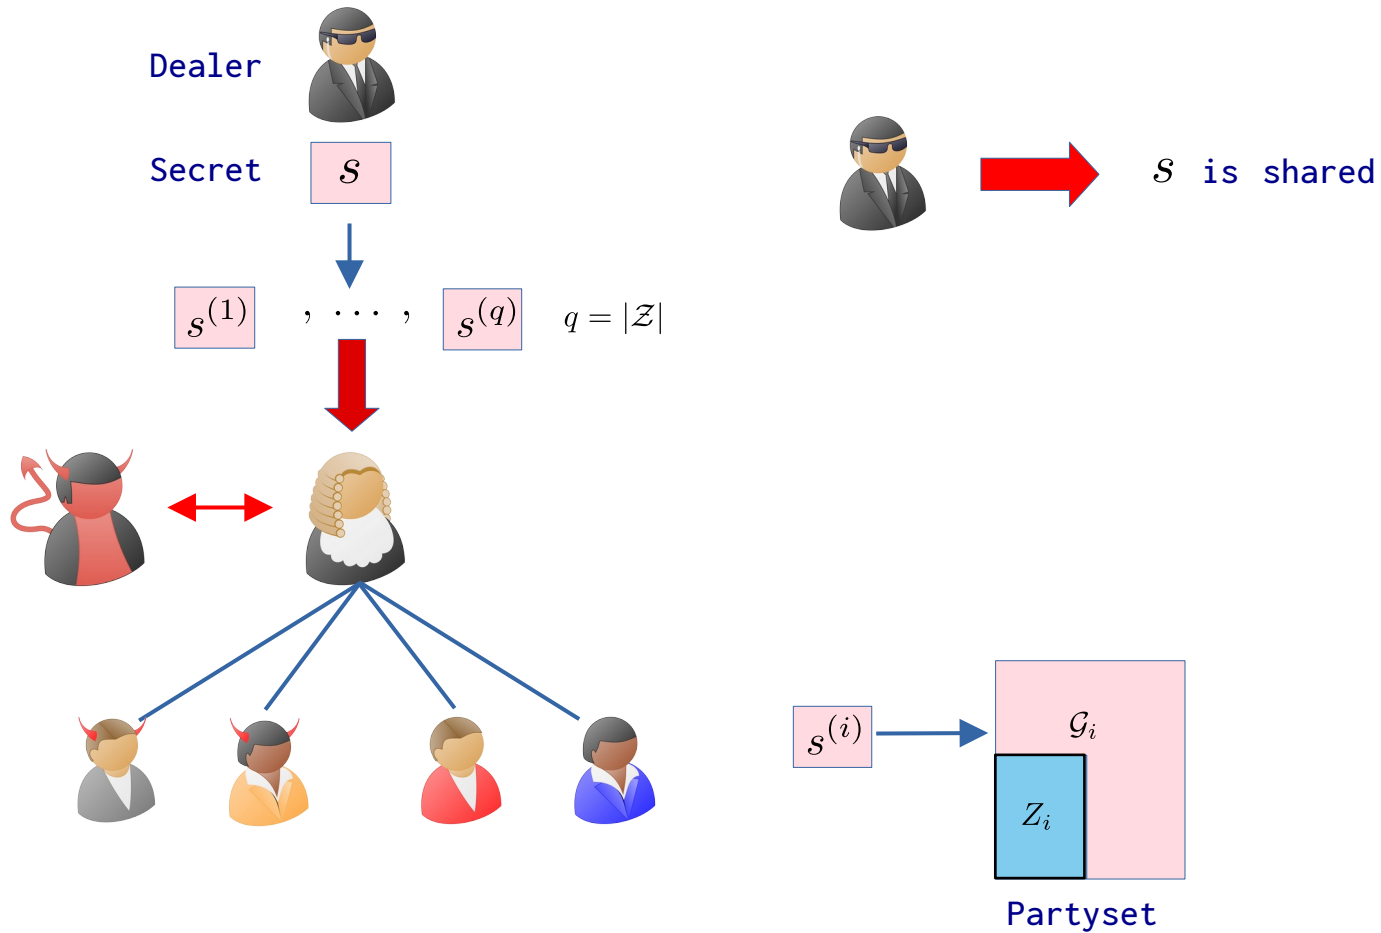 Dealer
Secret s
s is shared
s^{(1)} , ... , s^{(q)} q = |𝒵|
s^{(i)}
𝒢_i
Z_i
Partyset